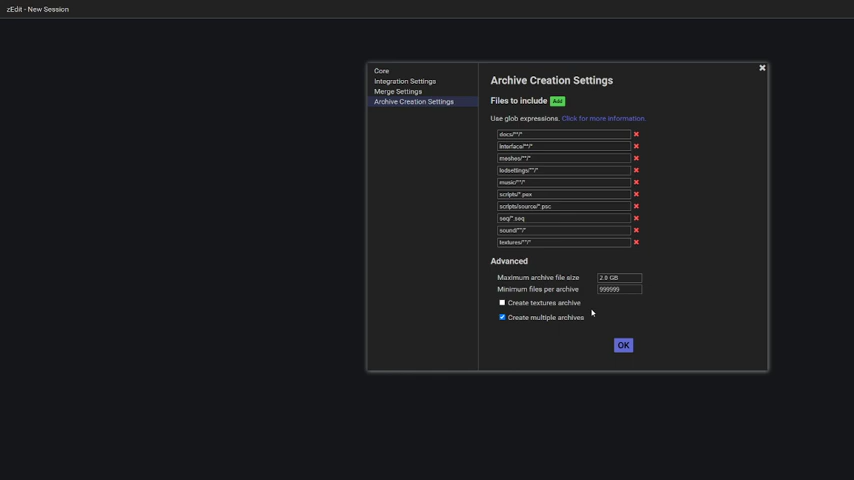 zEdit - New Session
Core
Integration Settings
Merge Settings
Archive Creation Settings
Archive Creation Settings
Files to include Add
Use glob expressions. Click for more information.
docs/**/*
interface/**/*
meshes/**/*
lodsettings/**/*
music/**/*
scripts/*.pex
scripts/source/*.psc
seq/*.seq
sound/**/*
textures/**/*
Advanced
Maximum archive file size 2.0 GB
Minimum files per archive 999999
Create textures archive
Create multiple archives
OK